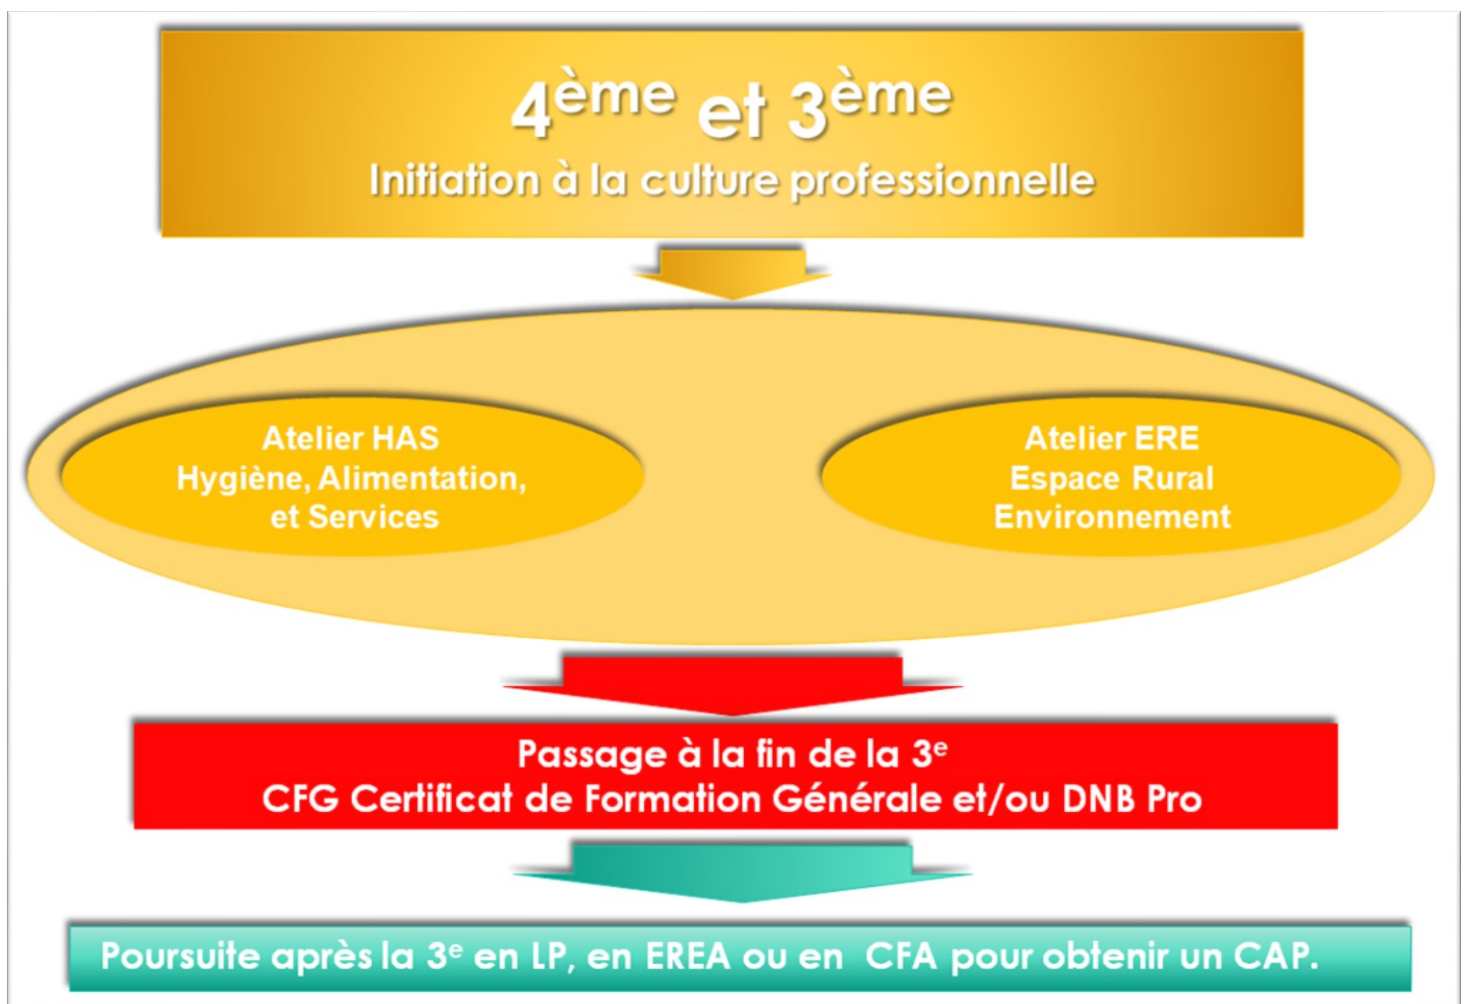 4ème et 3ème
Initiation à la culture professionnelle
Atelier HAS
Hygiène, Alimentation,
et Services
Atelier ERE
Espace Rural
Environnement
Passage à la fin de la 3e
CFG Certificat de Formation Générale et/ou DNB Pro
Poursuite après la 3e en LP, en EREA ou en CFA pour obtenir un CAP.